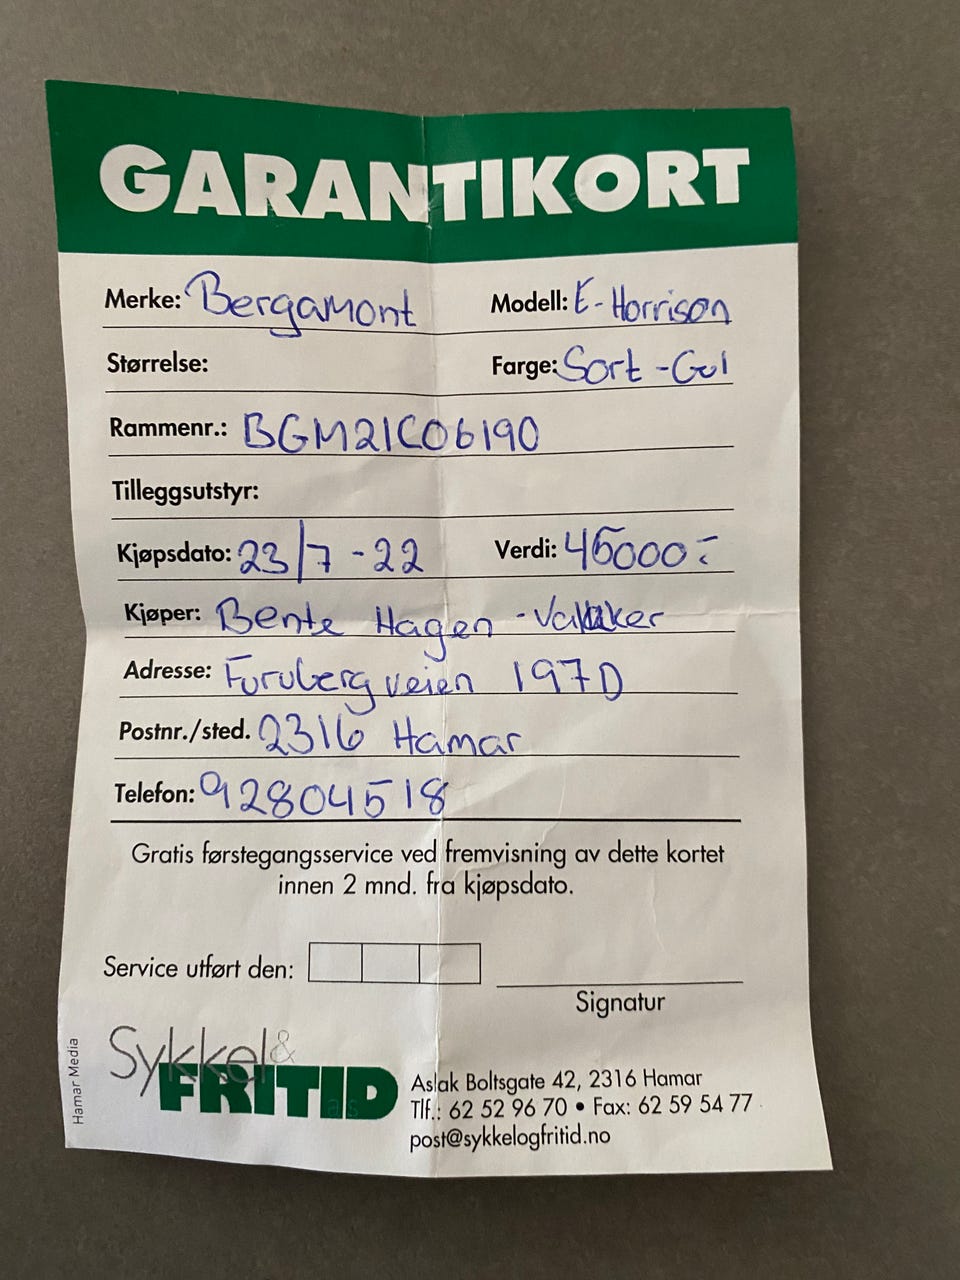 GARANTIKORT
Merke: Bergamont Modell: E-Horrison
Størrelse: Farge: Sort-Gul
Rammenr.: BGM21C06190
Tilleggsutstyr:
Kjøpsdato: 23/7-22 Verdi: 45000:-
Kjøper: Bente Hagen -
Adresse: Furubergveien 197D
Postnr./sted. 2316 Hamar
Telefon: 92804518
Gratis førstegangsservice ved fremvisning av dette kortet
innen 2 mnd. fra kjøpsdato.
Service utført den:
Signatur
Hamar Media
Sykkel&
FRITID as
Aslak Boltsgate 42, 2316 Hamar
Tlf.: 62 52 96 70 • Fax: 62 59 54 77
post@sykkelogfritid.no